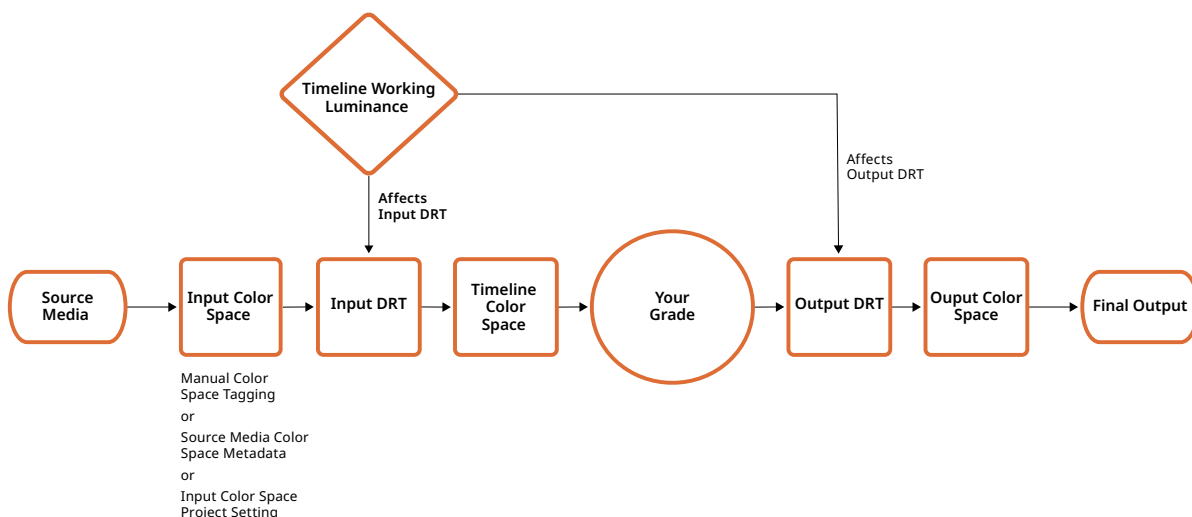 Timeline Working
Luminance
Affects
Output DRT
Affects
Input DRT
Source
Media
Input Color
Space
Input DRT
Timeline
Color
Space
Your
Grade
Output DRT
Ouput Color
Space
Final Output
Manual Color
Space Tagging
or
Source Media Color
Space Metadata
or
Input Color Space
Project Setting